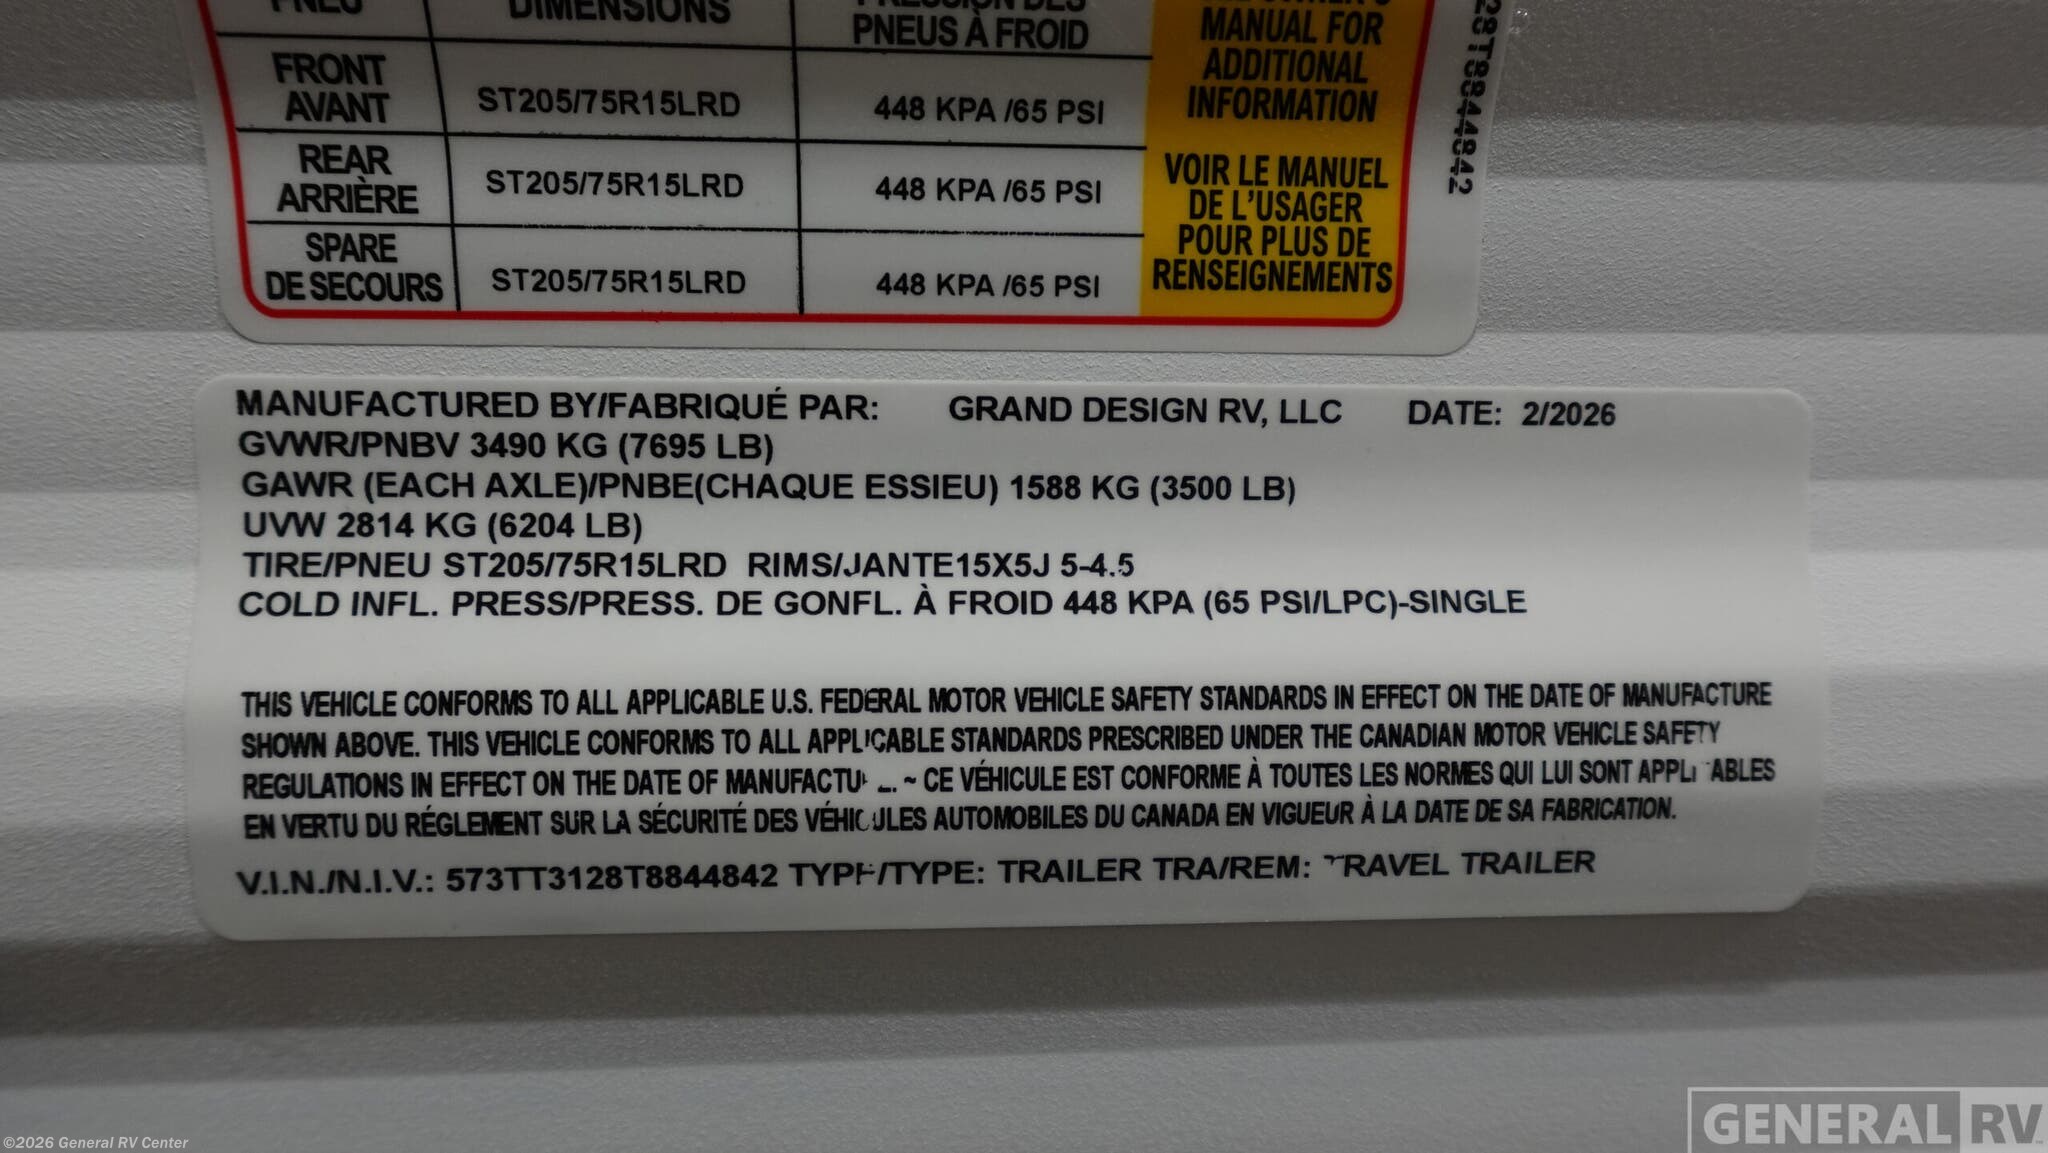 PNEU DIMENSIONS PRESSION DES
PNEUS À FROID
FRONT
AVANT ST205/75R15LRD 448 KPA /65 PSI
REAR
ARRIÈRE ST205/75R15LRD 448 KPA /65 PSI
SPARE
DE SECOURS ST205/75R15LRD 448 KPA /65 PSI
MANUAL FOR
ADDITIONAL
INFORMATION
VOIR LE MANUEL
DE L'USAGER
POUR PLUS DE
RENSEIGNEMENTS
28T8844842
MANUFACTURED BY/FABRIQUÉ PAR: GRAND DESIGN RV, LLC DATE: 2/2026
GVWR/PNBV 3490 KG (7695 LB)
GAWR (EACH AXLE)/PNBE(CHAQUE ESSIEU) 1588 KG (3500 LB)
UVW 2814 KG (6204 LB)
TIRE/PNEU ST205/75R15LRD RIMS/JANTE15X5J 5-4.5
COLD INFL. PRESS/PRESS. DE GONFL. À FROID 448 KPA (65 PSI/LPC)-SINGLE
THIS VEHICLE CONFORMS TO ALL APPLICABLE U.S. FEDERAL MOTOR VEHICLE SAFETY STANDARDS IN EFFECT ON THE DATE OF MANUFACTURE
SHOWN ABOVE. THIS VEHICLE CONFORMS TO ALL APPLICABLE STANDARDS PRESCRIBED UNDER THE CANADIAN MOTOR VEHICLE SAFETY
REGULATIONS IN EFFECT ON THE DATE OF MANUFACTURE. ~ CE VÉHICULE EST CONFORME À TOUTES LES NORMES QUI LUI SONT APPLICABLES
EN VERTU DU RÉGLEMENT SUR LA SÉCURITÉ DES VÉHICULES AUTOMOBILES DU CANADA EN VIGUEUR À LA DATE DE SA FABRICATION.
V.I.N./N.I.V.: 573TT3128T8844842 TYPE/TYPE: TRAILER TRA/REM: TRAVEL TRAILER
©2026 General RV Center
GENERAL RV